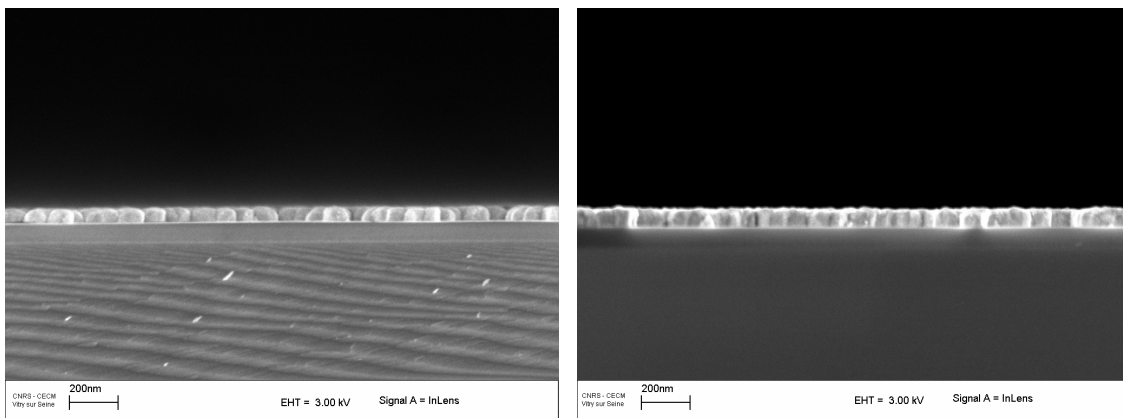 200nm
CNRS - CECM
Vitry sur Seine
EHT = 3.00 kV
Signal A = InLens
200nm
CNRS - CECM
Vitry sur Seine
EHT = 3.00 kV
Signal A = InLens